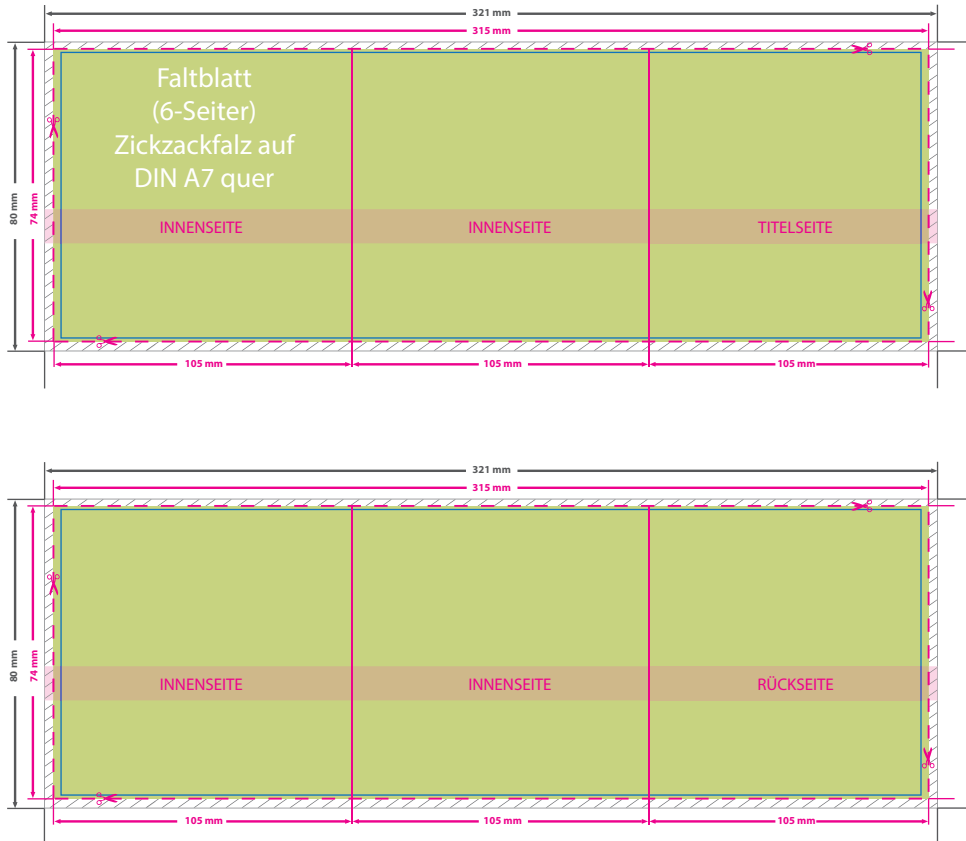 321 mm
315 mm
Faltblatt
(6-Seiter)
Zickzackfalz auf
DIN A7 quer
80 mm
74 mm
INNENSEITE INNENSEITE TITELSEITE
105 mm 105 mm 105 mm
321 mm
315 mm
80 mm
74 mm
INNENSEITE INNENSEITE RÜCKSEITE
105 mm 105 mm 105 mm